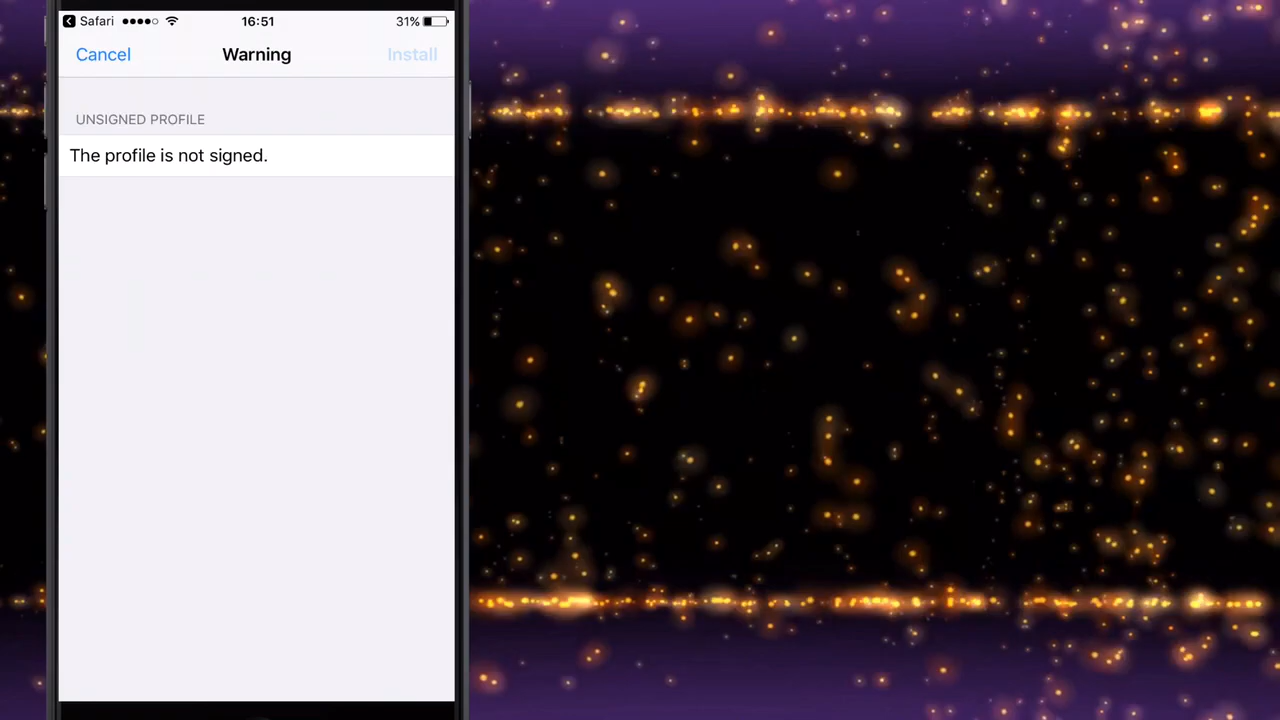 Safari 16:51 31%
Cancel Warning Install
UNSIGNED PROFILE
The profile is not signed.